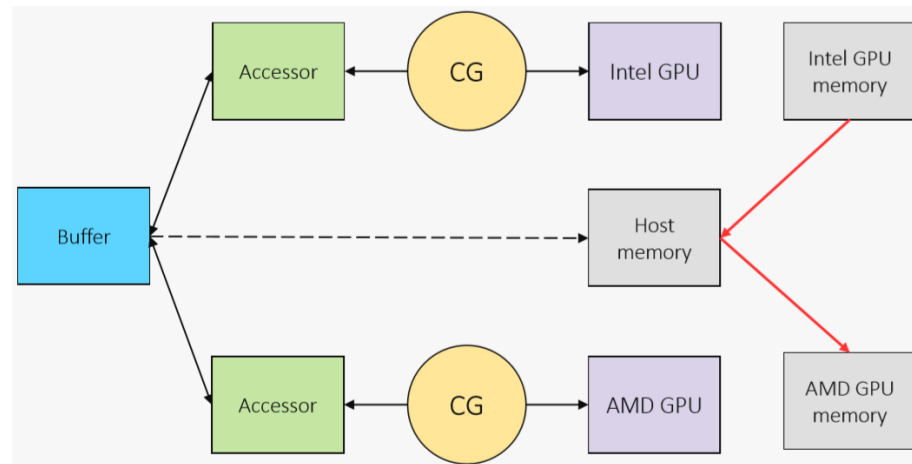 Accessor
CG
Intel GPU
Intel GPU
memory
Buffer
Host
memory
Accessor
CG
AMD GPU
AMD GPU
memory